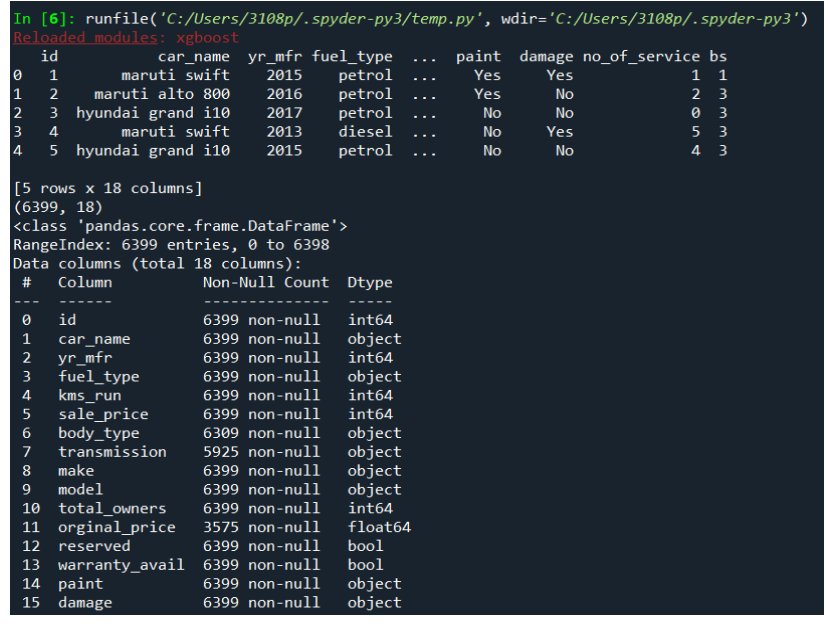 In [6]: runfile('C:/Users/3108p/.spyder-py3/temp.py', wdir='C:/Users/3108p/.spyder-py3')
Reloaded modules: xgboost
   id           car_name  yr_mfr fuel_type  ...  paint  damage no_of_service bs
0   1       maruti swift    2015    petrol  ...    Yes     Yes             1  1
1   2    maruti alto 800    2016    petrol  ...    Yes      No             2  3
2   3  hyundai grand i10    2017    petrol  ...     No      No             0  3
3   4       maruti swift    2013    diesel  ...     No     Yes             5  3
4   5  hyundai grand i10    2015    petrol  ...     No      No             4  3
[5 rows x 18 columns]
(6399, 18)
<class 'pandas.core.frame.DataFrame'>
RangeIndex: 6399 entries, 0 to 6398
Data columns (total 18 columns):
 #   Column          Non-Null Count  Dtype
---  ------          --------------  -----
 0   id              6399 non-null   int64
 1   car_name        6399 non-null   object
 2   yr_mfr          6399 non-null   int64
 3   fuel_type       6399 non-null   object
 4   kms_run         6399 non-null   int64
 5   sale_price      6399 non-null   int64
 6   body_type       6309 non-null   object
 7   transmission    5925 non-null   object
 8   make            6399 non-null   object
 9   model           6399 non-null   object
 10  total_owners    6399 non-null   int64
 11  orginal_price   3575 non-null   float64
 12  reserved        6399 non-null   bool
 13  warranty_avail  6399 non-null   bool
 14  paint           6399 non-null   object
 15  damage          6399 non-null   object